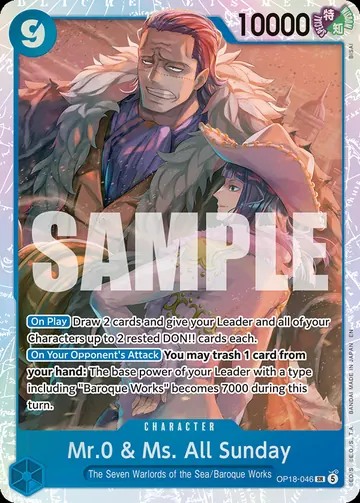 9
10000
特
知
SAMPLE
On Play Draw 2 cards and give your Leader and all of your
Characters up to 2 rested DON!! cards each.
On Your Opponent's Attack You may trash 1 card from
your hand: The base power of your Leader with a type
including "Baroque Works" becomes 7000 during this
turn.
CHARACTER
Mr.0 & Ms. All Sunday
The Seven Warlords of the Sea/Baroque Works
OP18-046 SR 5
BANDAI MADE IN JAPAN